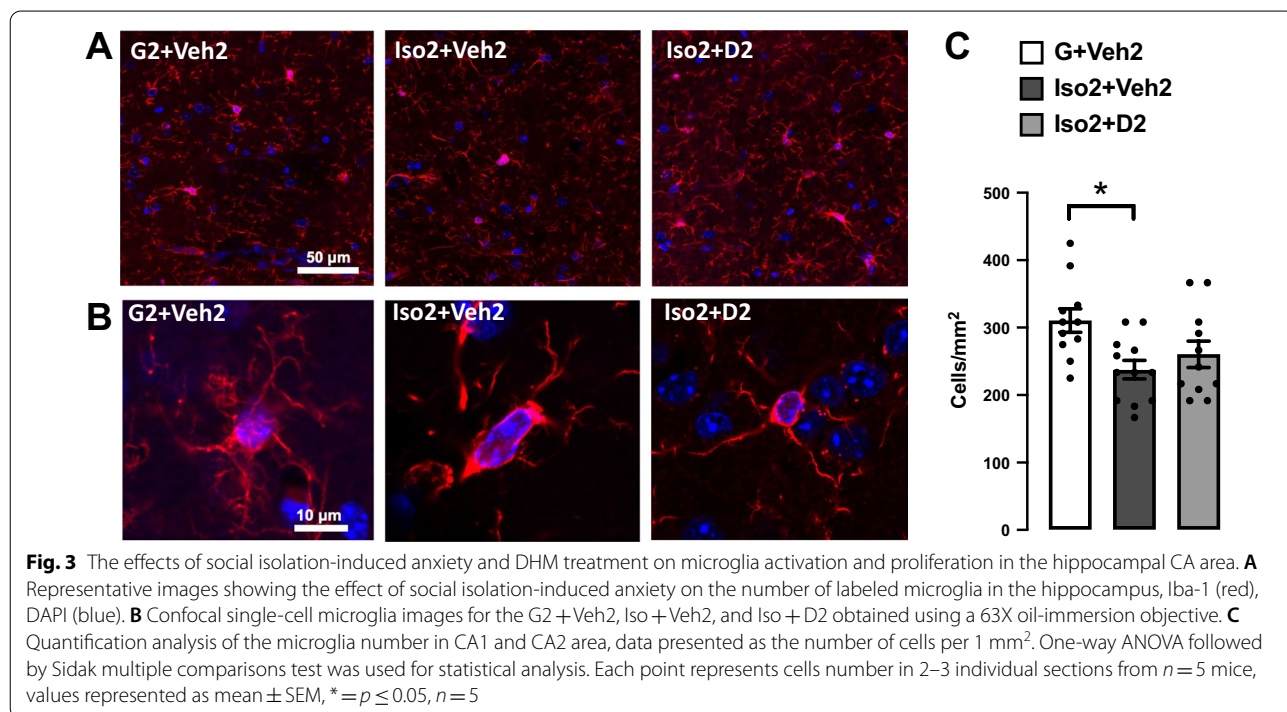 A
G2+Veh2
Iso2+Veh2
Iso2+D2
50 µm
B
G2+Veh2
Iso2+Veh2
Iso2+D2
10 µm
C
G+Veh2
Iso2+Veh2
Iso2+D2
*
Cells/mm²
500
400
300
200
100
0
Fig. 3 The effects of social isolation-induced anxiety and DHM treatment on microglia activation and proliferation in the hippocampal CA area. A
Representative images showing the effect of social isolation-induced anxiety on the number of labeled microglia in the hippocampus, Iba-1 (red),
DAPI (blue). B Confocal single-cell microglia images for the G2 + Veh2, Iso + Veh2, and Iso + D2 obtained using a 63X oil-immersion objective. C
Quantification analysis of the microglia number in CA1 and CA2 area, data presented as the number of cells per 1 mm². One-way ANOVA followed
by Sidak multiple comparisons test was used for statistical analysis. Each point represents cells number in 2–3 individual sections from n = 5 mice,
values represented as mean ± SEM, * = p ≤ 0.05, n = 5